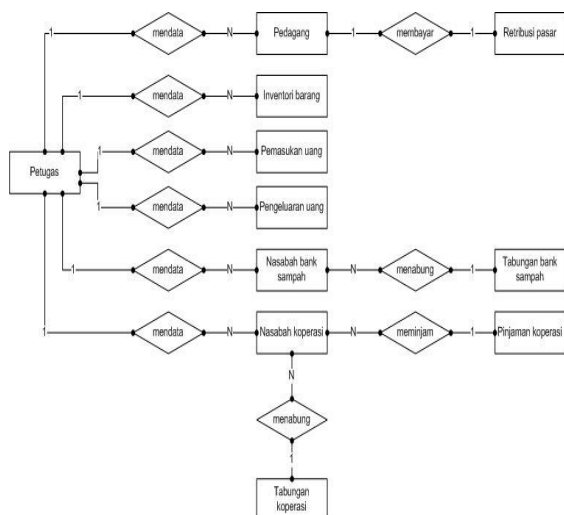 1 mendata N Pedagang 1 membayar 1 Retribusi pasar
1 mendata N Inventori barang
Petugas 1 mendata N Pemasukan uang
1 mendata N Pengeluaran uang
1 mendata N Nasabah bank sampah N menabung 1 Tabungan bank sampah
1 mendata N Nasabah koperasi N meminjam 1 Pinjaman koperasi
N
menabung
1
Tabungan
koperasi